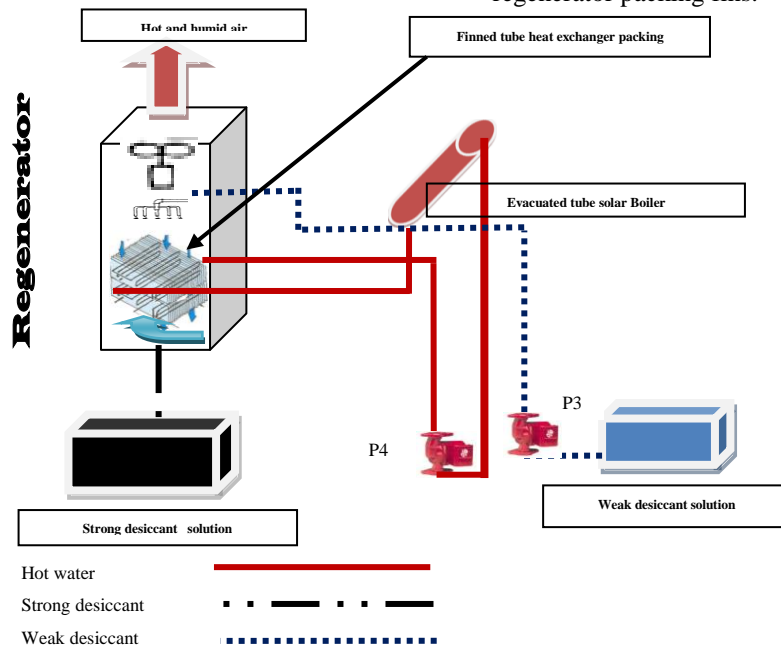 regenerator packing fins.
Hot and humid air
Finned tube heat exchanger packing
Regenerator
Evacuated tube solar Boiler
P3
P4
Weak desiccant solution
Strong desiccant solution
Hot water
Strong desiccant
Weak desiccant